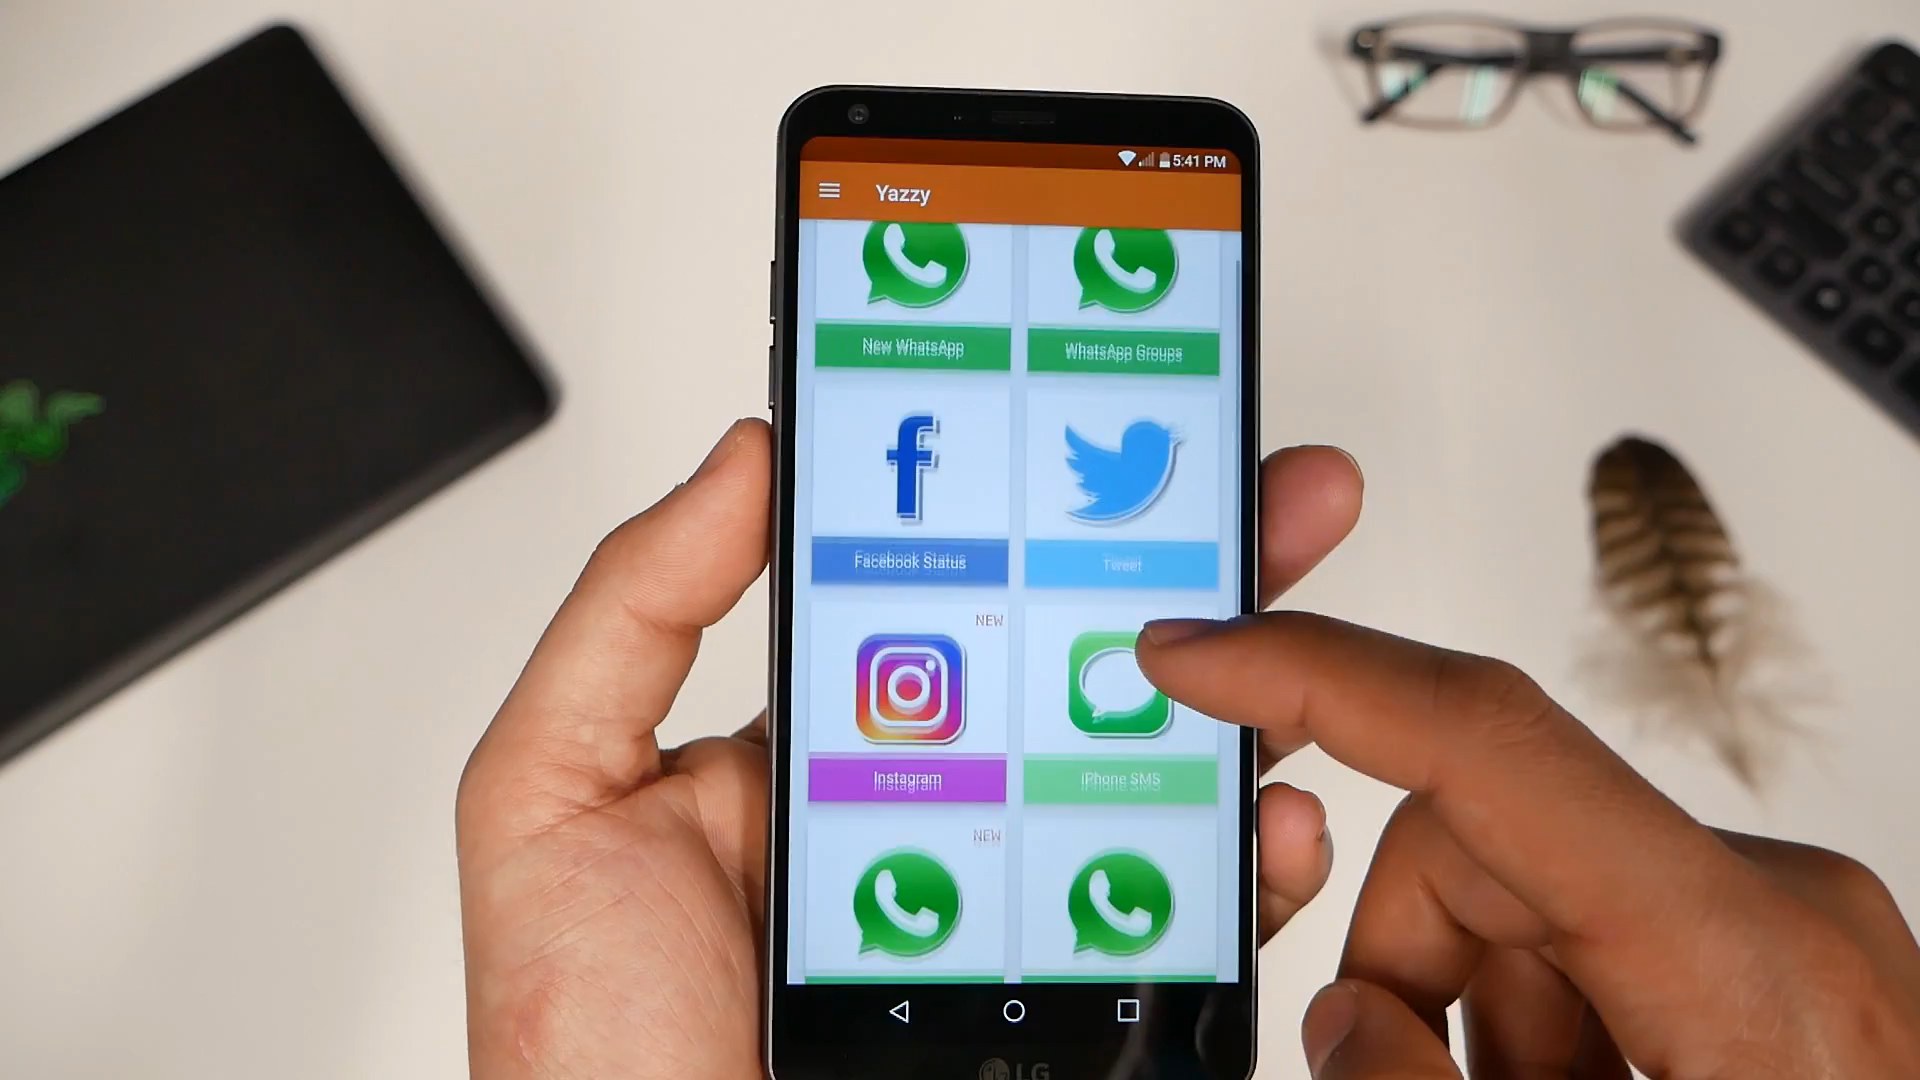 5:41 PM
Yazzy
New WhatsApp
WhatsApp Groups
Facebook Status
Tweet
NEW
Instagram
iPhone SMS
NEW
LG